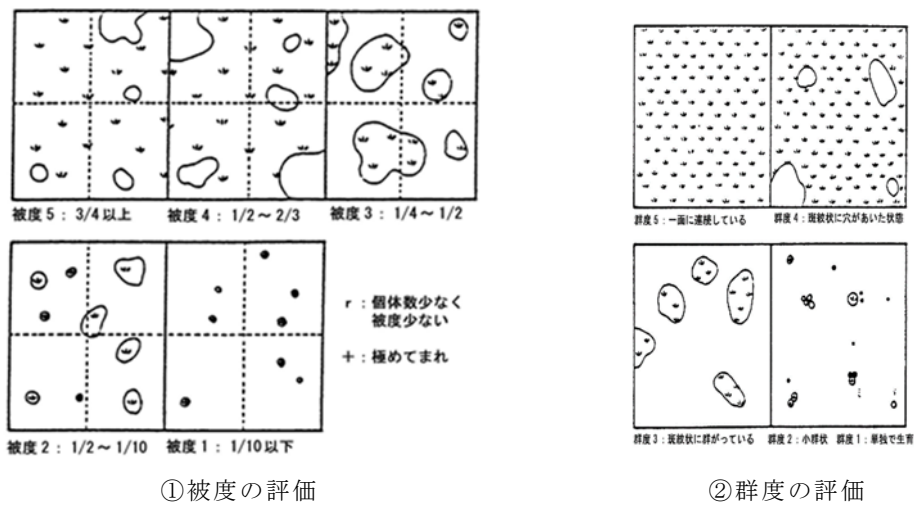 被度 5 : 3/4 以上
被度 4 : 1/2～ 2/3
被度 3 : 1/4～ 1/2
r : 個体数少なく
被度少ない
+ : 極めてまれ
被度 2 : 1/2～ 1/10
被度 1 : 1/10 以下
①被度の評価
群度 5 : 一面に連続している
群度 4 : 斑紋状に穴があいた状態
群度 3 : 斑紋状に群がっている
群度 2 : 小群状
群度 1 : 単独で生育
②群度の評価